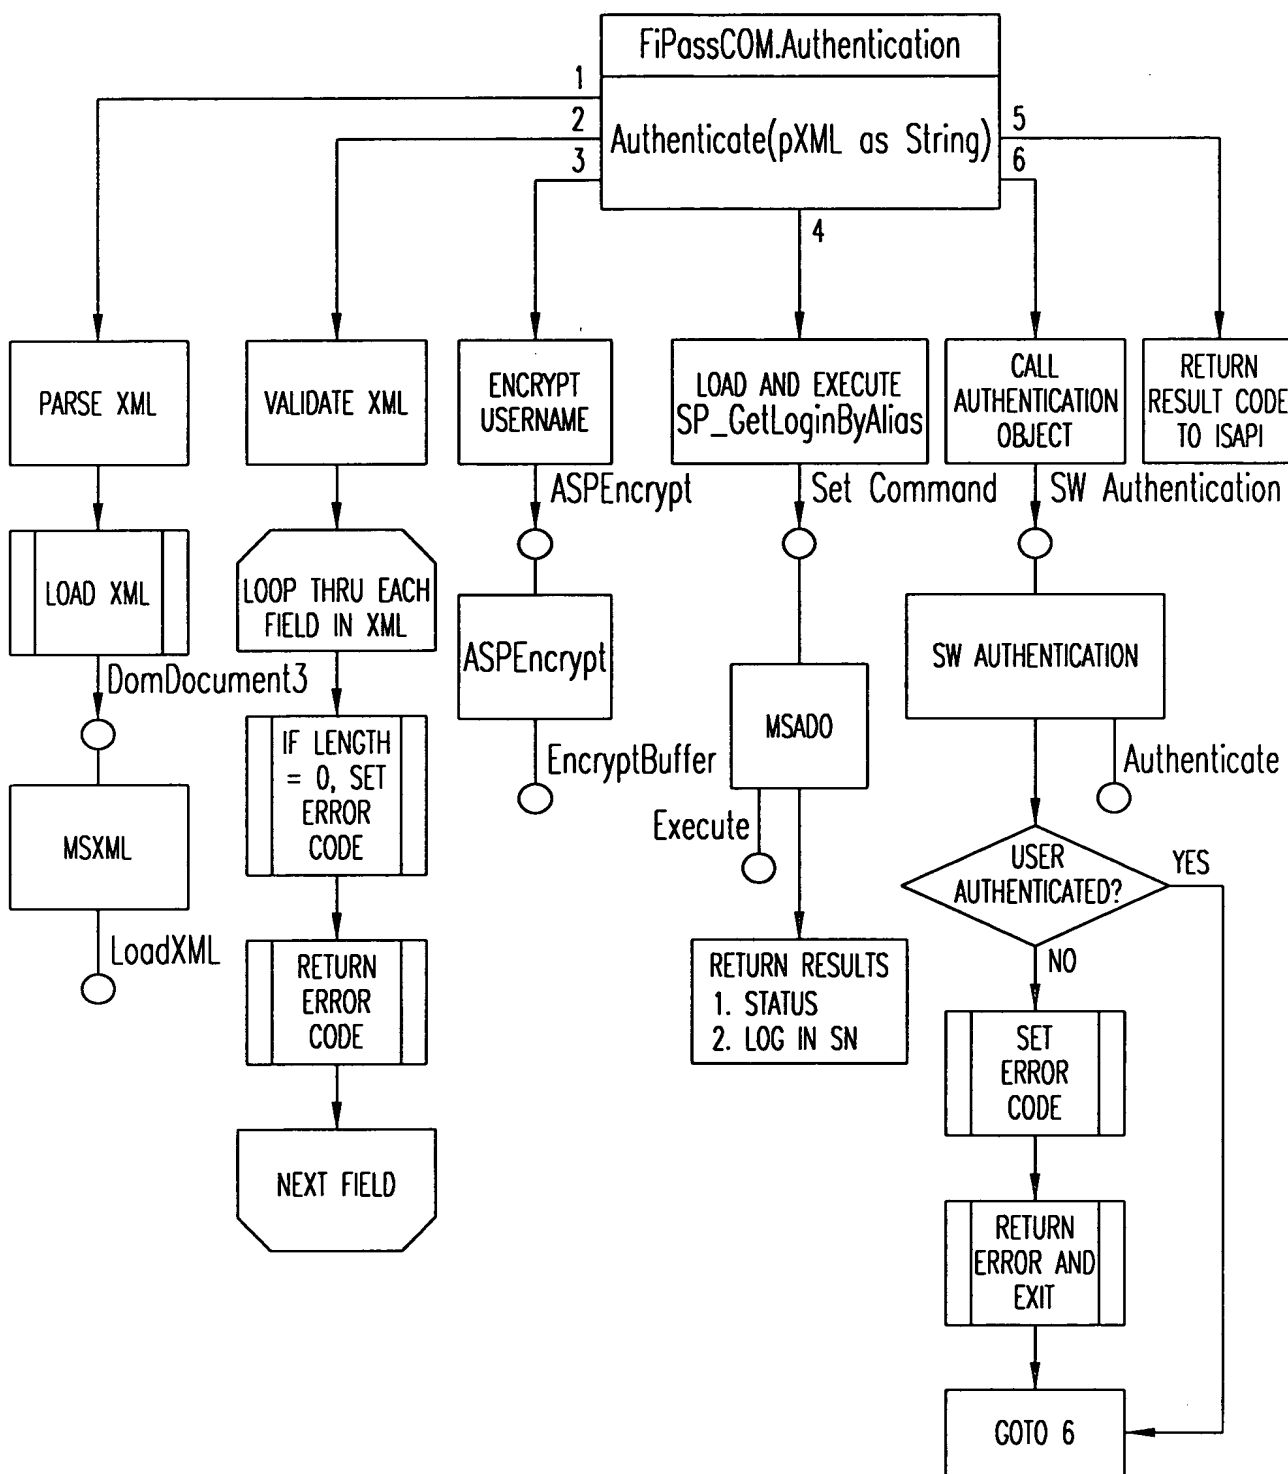 FiPassCOM.Authentication
Authenticate(pXML as String)
1
2
3
4
5
6
PARSE XML
LOAD XML
DomDocument3
MSXML
LoadXML
VALIDATE XML
LOOP THRU EACH
FIELD IN XML
IF LENGTH
= 0, SET
ERROR
CODE
RETURN
ERROR
CODE
NEXT FIELD
ENCRYPT
USERNAME
ASPEncrypt
ASPEncrypt
EncryptBuffer
LOAD AND EXECUTE
SP_GetLoginByAlias
Set Command
MSADO
Execute
RETURN RESULTS
1. STATUS
2. LOG IN SN
CALL
AUTHENTICATION
OBJECT
SW Authentication
SW AUTHENTICATION
Authenticate
USER
AUTHENTICATED?
YES
NO
SET
ERROR
CODE
RETURN
ERROR AND
EXIT
GOTO 6
RETURN
RESULT CODE
TO ISAPI